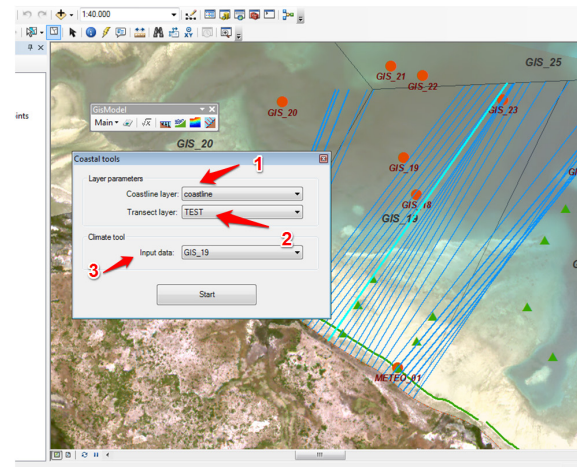 1:40.000
GIS_25
GIS_21
GIS_22
GIS_20
GIS_23
GisModel
Main
√x
ints
GIS_20
Coastal tools
1
Layer parameters
Coastline layer: coastline
Transect layer: TEST
2
Climate tool
Input data: GIS_19
3
Start
GIS_19
GIS_18
GIS_19
METEO_01